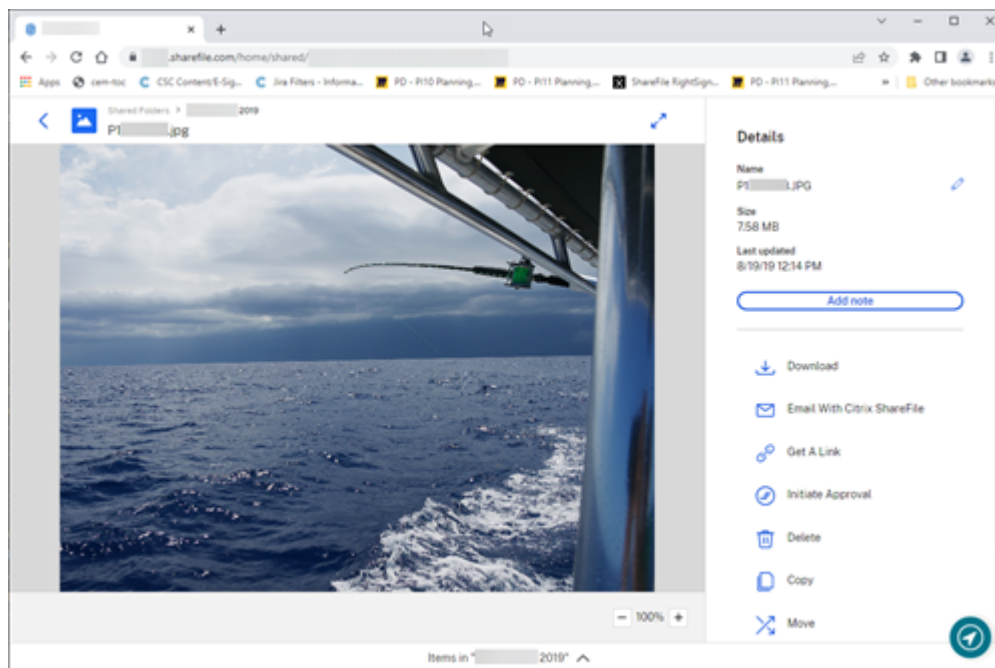 .sharefile.com/home/shared/
Apps cem-toc CSC Content/E-Sig... Jira Filters - Informa... PD - PI10 Planning,... PD - PI11 Planning,... ShareFile RightSign... PD - PI11 Planning,... » Other bookmarks
Shared Folders > 2019
P1 .jpg
Details
Name
P1 .JPG
Size
7.58 MB
Last updated
8/19/19 12:14 PM
Add note
Download
Email With Citrix ShareFile
Get A Link
Initiate Approval
Delete
Copy
Move
100%
Items in " 2019"